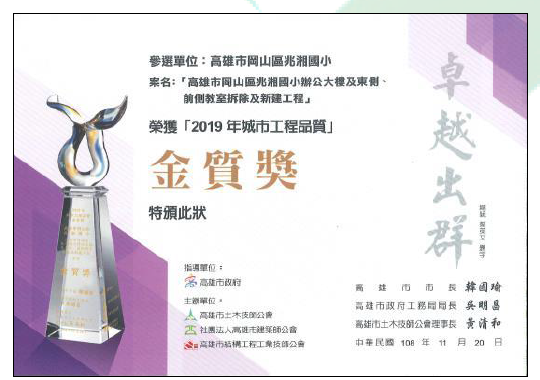 參選單位：高雄市岡山區兆湘國小
案名：「高雄市岡山區兆湘國小辦公大樓及東側、
前側教室拆除及新建工程」
榮獲「2019 年城市工程品質」
金質獎
特頒此狀
卓越出群
指導單位：
高雄市政府
主辦單位：
高雄市土木技師公會
社團法人高雄市建築師公會
高雄市結構工程工業技師公會
高雄市市長 韓國瑜
高雄市政府工務局局長 吳明昌
高雄市土木技師公會理事長 黃清和
中華民國 108 年 11 月 20 日